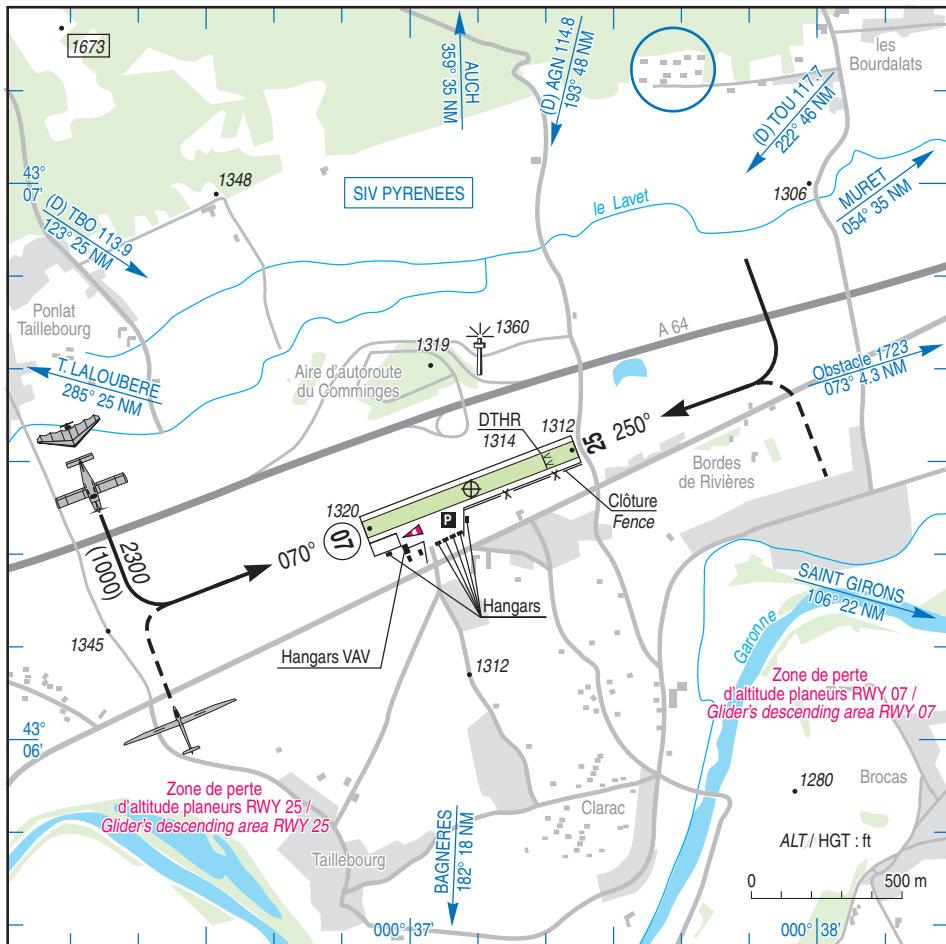 1673
AUCH
359° 35 NM
(D) AGN 114.8
193° 48 NM
les
Bourdalats
(D) TOU 117.7
222° 46 NM
43°
07'
1348
SIV PYRENEES
le Lavet
1306
MURET
054° 35 NM
(D) TBO 113.9
123° 25 NM
Ponlat
Taillebourg
1360
1319
A 64
Aire d'autoroute
du Comminges
T. LALOUBERE
285° 25 NM
Obstacle 1723
073° 4.3 NM
DTHR
1314
1312
25
250°
Bordes
de Rivières
Clôture
Fence
1320
07
070°
P
2300
(1000)
Hangars
SAINT GIRONS
106° 22 NM
1345
Hangars VAV
1312
Garonne
Zone de perte
d'altitude planeurs RWY 07 /
Glider's descending area RWY 07
43°
06'
Zone de perte
d'altitude planeurs RWY 25 /
Glider's descending area RWY 25
1280
Brocas
Clarac
Taillebourg
BAGNERES
182° 18 NM
ALT / HGT : ft
0
500 m
000° 37'
000° 38'